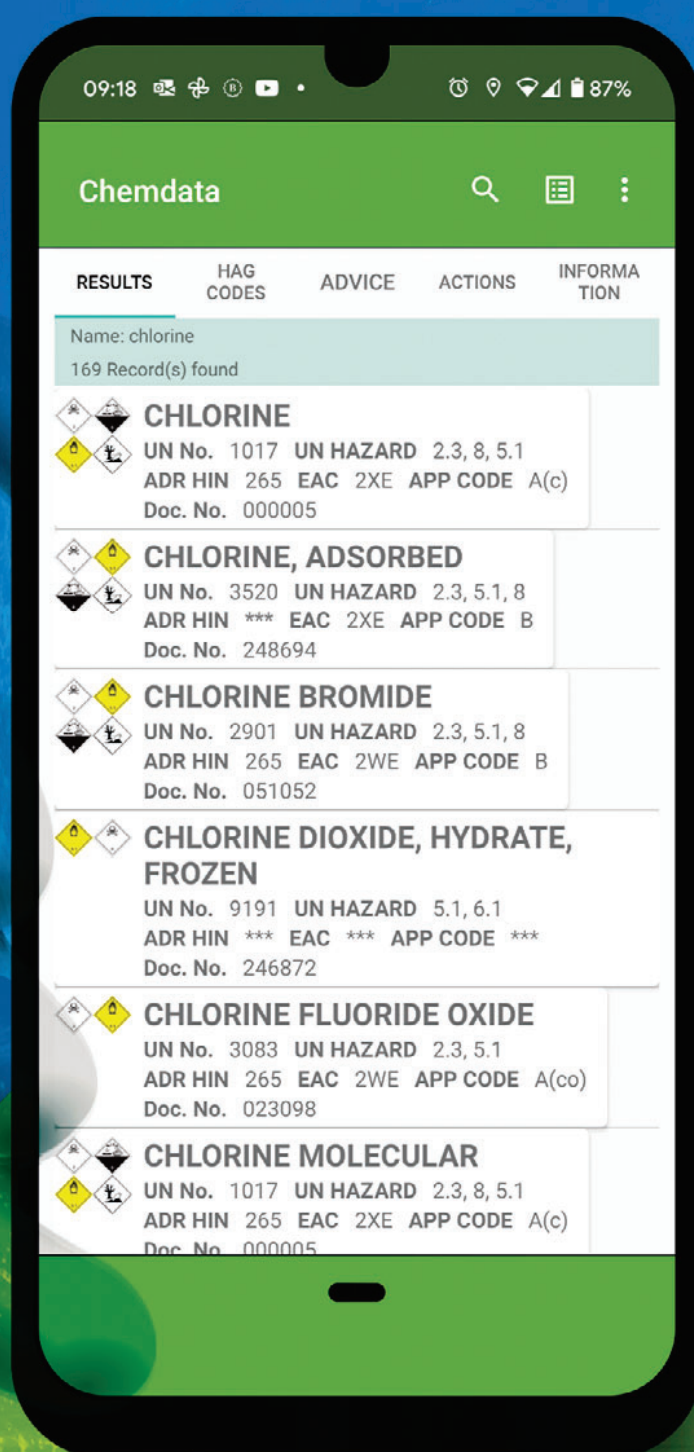 09:18 87%
Chemdata
RESULTS HAG CODES ADVICE ACTIONS INFORMA TION
Name: chlorine
169 Record(s) found
CHLORINE
UN No. 1017 UN HAZARD 2.3, 8, 5.1
ADR HIN 265 EAC 2XE APP CODE A(c)
Doc. No. 000005
CHLORINE, ADSORBED
UN No. 3520 UN HAZARD 2.3, 5.1, 8
ADR HIN *** EAC 2XE APP CODE B
Doc. No. 248694
CHLORINE BROMIDE
UN No. 2901 UN HAZARD 2.3, 5.1, 8
ADR HIN 265 EAC 2WE APP CODE B
Doc. No. 051052
CHLORINE DIOXIDE, HYDRATE,
FROZEN
UN No. 9191 UN HAZARD 5.1, 6.1
ADR HIN *** EAC *** APP CODE ***
Doc. No. 246872
CHLORINE FLUORIDE OXIDE
UN No. 3083 UN HAZARD 2.3, 5.1
ADR HIN 265 EAC 2WE APP CODE A(co)
Doc. No. 023098
CHLORINE MOLECULAR
UN No. 1017 UN HAZARD 2.3, 8, 5.1
ADR HIN 265 EAC 2XE APP CODE A(c)
Doc. No. 000005